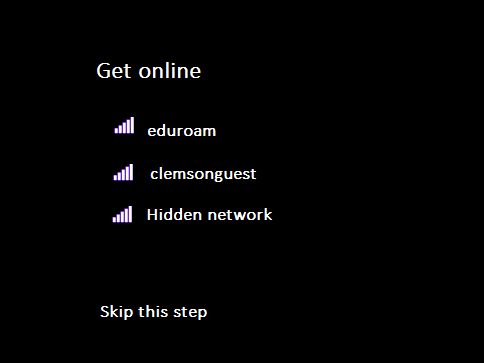 Get online
eduroam
clemsonguest
Hidden network
Skip this step